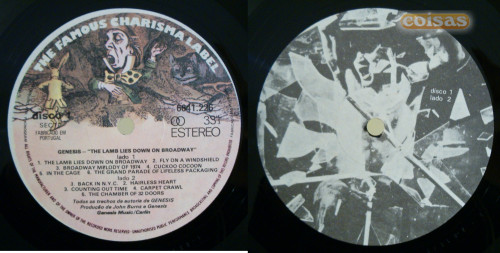 THE FAMOUS CHARISMA LABEL
disco 1
FABRICADO EM
PORTUGAL
6641 226
33⅓
ESTEREO
GENESIS - "THE LAMB LIES DOWN ON BROADWAY"
lado 1
1. THE LAMB LIES DOWN ON BROADWAY 2. FLY ON A WINDSHIELD
3. BROADWAY MELODY OF 1974 4. CUCKOO COCOON
5. IN THE CAGE 6. THE GRAND PARADE OF LIFELESS PACKAGING
lado 2
1. BACK IN N.Y.C. 2. HAIRLESS HEART
3. COUNTING OUT TIME 4. CARPET CRAWL
5. THE CHAMBER OF 32 DOORS
Todos os trechos de autoria de GENESIS
Produção de John Burns e Genesis
Genesis Music/Carlin
coisas
disco 1
lado 2